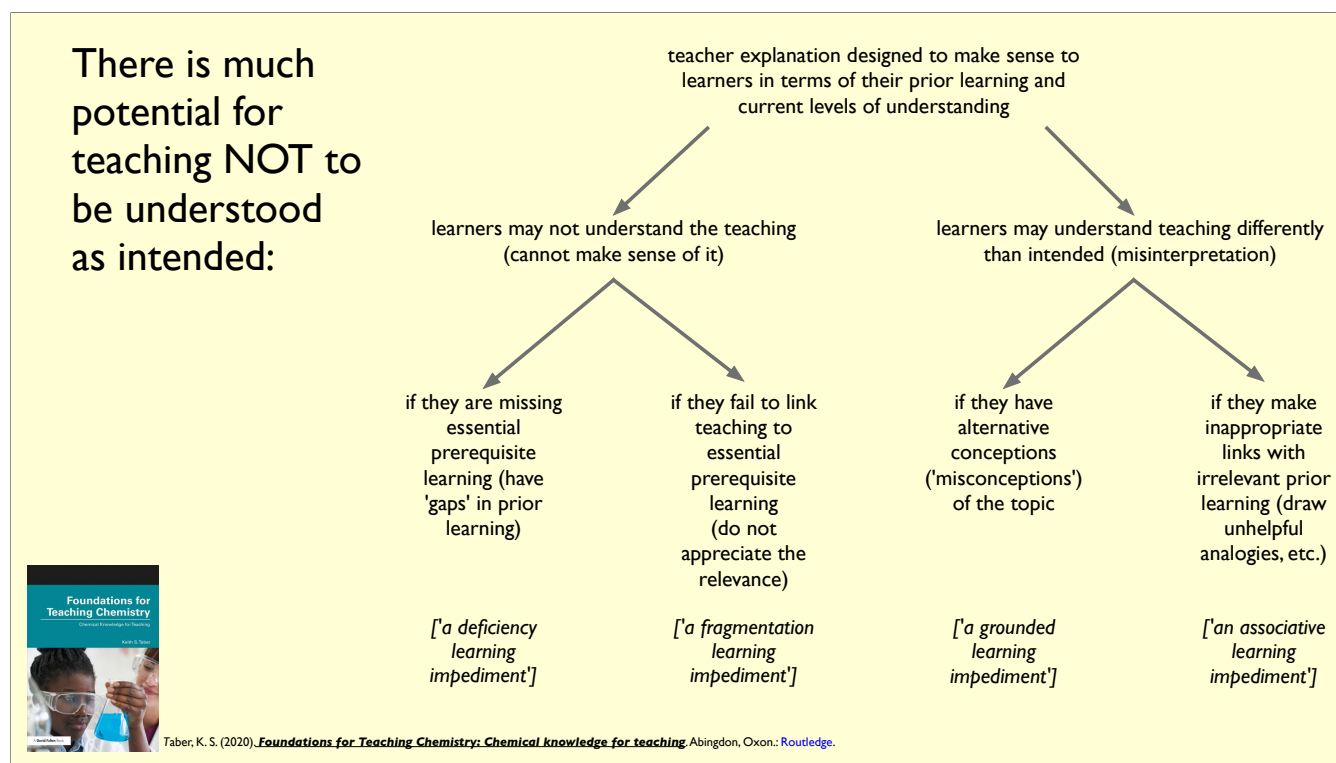 There is much
potential for
teaching NOT to
be understood
as intended:
teacher explanation designed to make sense to
learners in terms of their prior learning and
current levels of understanding
learners may not understand the teaching
(cannot make sense of it)
learners may understand teaching differently
than intended (misinterpretation)
if they are missing
essential
prerequisite
learning (have
'gaps' in prior
learning)
if they fail to link
teaching to
essential
prerequisite
learning
(do not
appreciate the
relevance)
if they have
alternative
conceptions
('misconceptions')
of the topic
if they make
inappropriate
links with
irrelevant prior
learning (draw
unhelpful
analogies, etc.)
['a deficiency
learning
impediment']
['a fragmentation
learning
impediment']
['a grounded
learning
impediment']
['an associative
learning
impediment']
Foundations for
Teaching Chemistry
Chemical Knowledge for Teaching
Keith S. Taber
A David Fulton Book
Taber, K. S. (2020). Foundations for Teaching Chemistry: Chemical knowledge for teaching. Abingdon, Oxon.: Routledge.